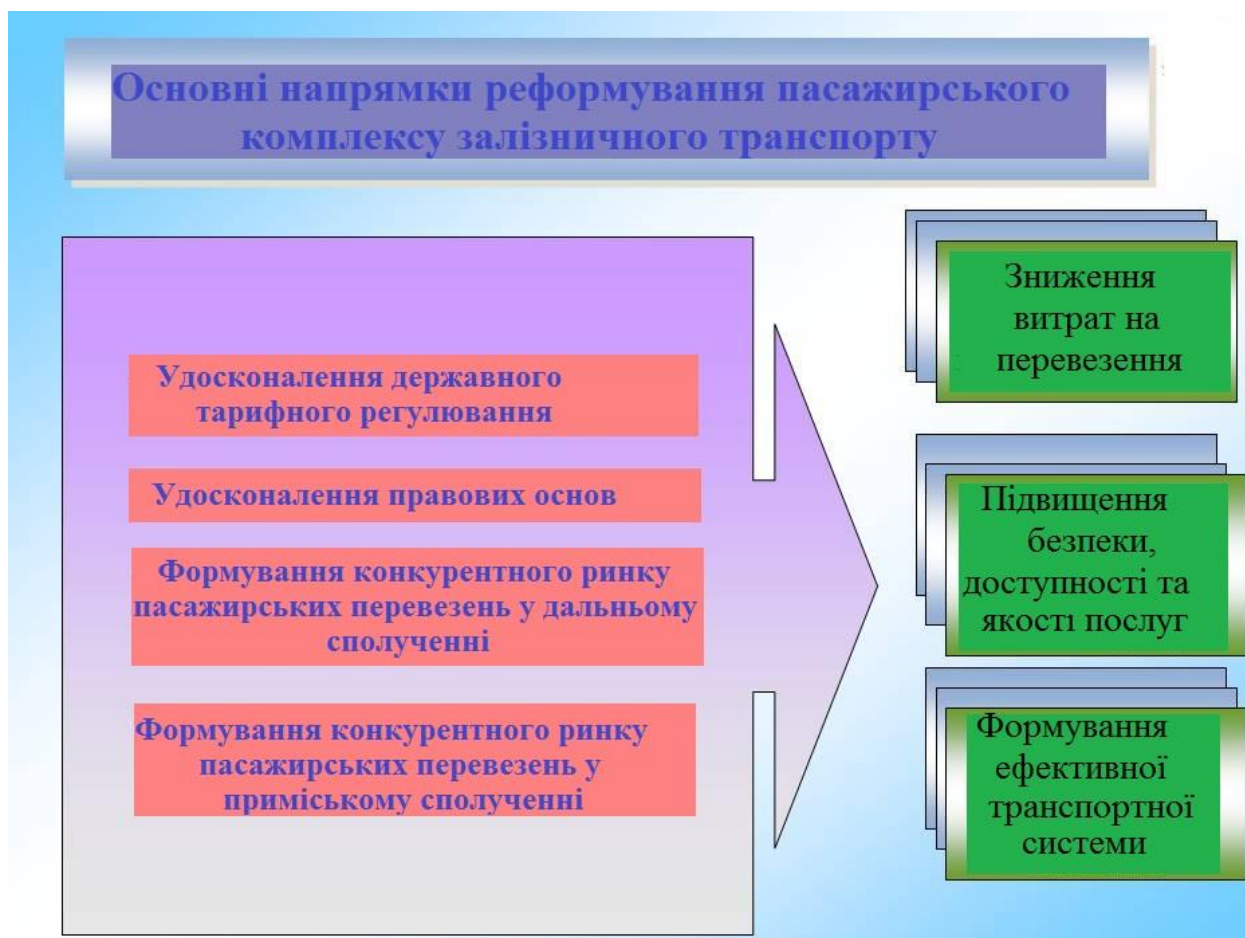 Основні напрямки реформування пасажирського
комплексу залізничного транспорту
Удосконалення державного
тарифного регулювання
Удосконалення правових основ
Формування конкурентного ринку
пасажирських перевезень у дальньому
сполученні
Формування конкурентного ринку
пасажирських перевезень у
приміському сполученні
Зниження
витрат на
перевезення
Підвищення
безпеки,
доступності та
якості послуг
Формування
ефективної
транспортної
системи